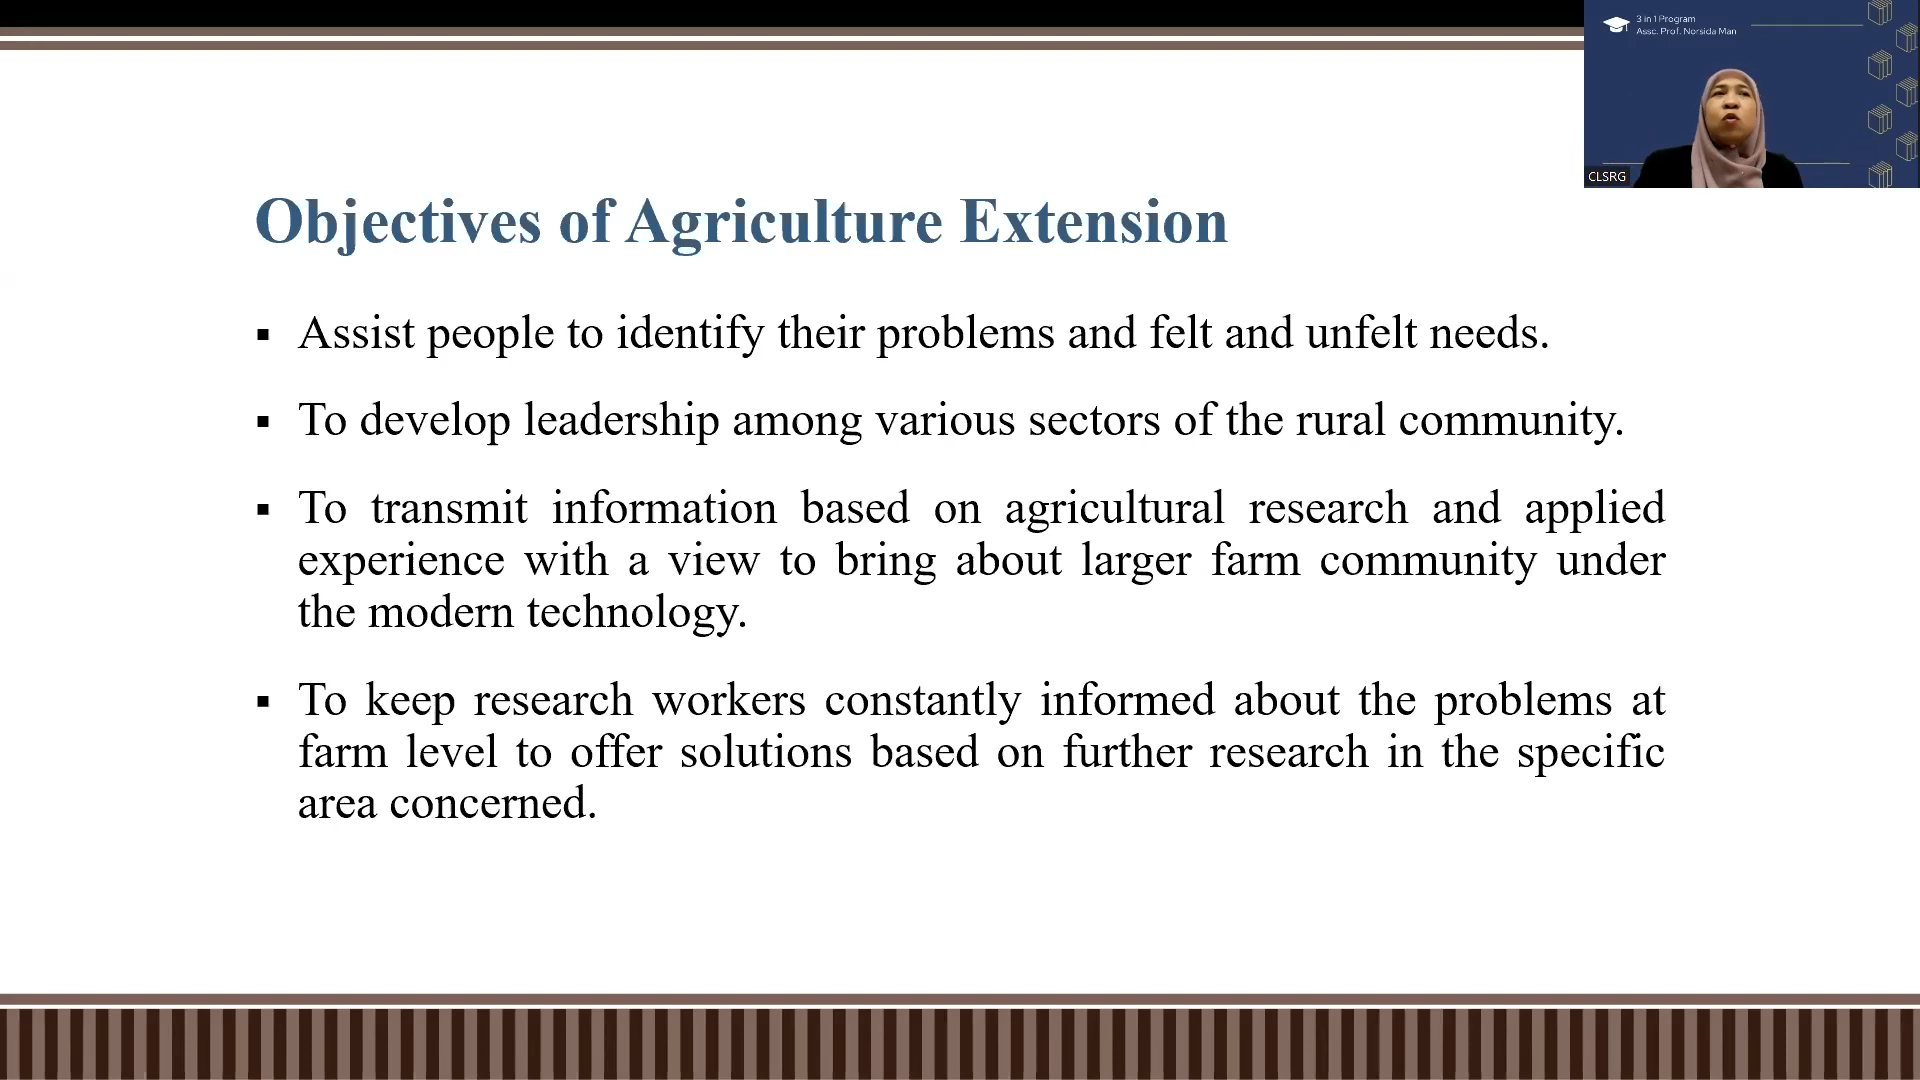 3 in 1 Program
Assc. Prof. Norsida Man
CLSRG
Objectives of Agriculture Extension
▪ Assist people to identify their problems and felt and unfelt needs.
▪ To develop leadership among various sectors of the rural community.
▪ To transmit information based on agricultural research and applied
experience with a view to bring about larger farm community under
the modern technology.
▪ To keep research workers constantly informed about the problems at
farm level to offer solutions based on further research in the specific
area concerned.